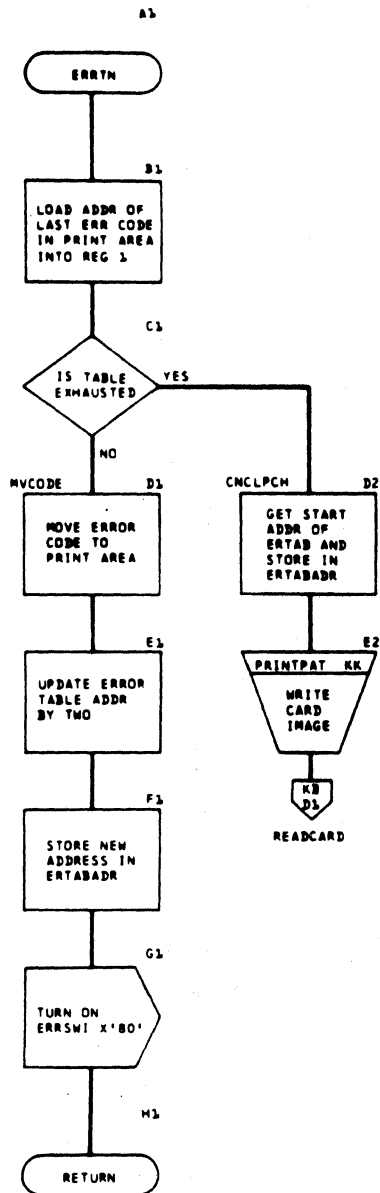 A1
ERRTN
B1
LOAD ADDR OF
LAST ERR CODE
IN PRINT AREA
INTO REG 1
C1
IS TABLE
EXHAUSTED
YES
NO
MVCODE D1
MOVE ERROR
CODE TO
PRINT AREA
CNCLPCH D2
GET START
ADDR OF
ERTAB AND
STORE IN
ERTABADR
E1
UPDATE ERROR
TABLE ADDR
BY TWO
E2
PRINTPAT KK
WRITE
CARD
IMAGE
F1
STORE NEW
ADDRESS IN
ERTABADR
KB
D1
READCARD
G1
TURN ON
ERRSWI X'80'
H1
RETURN